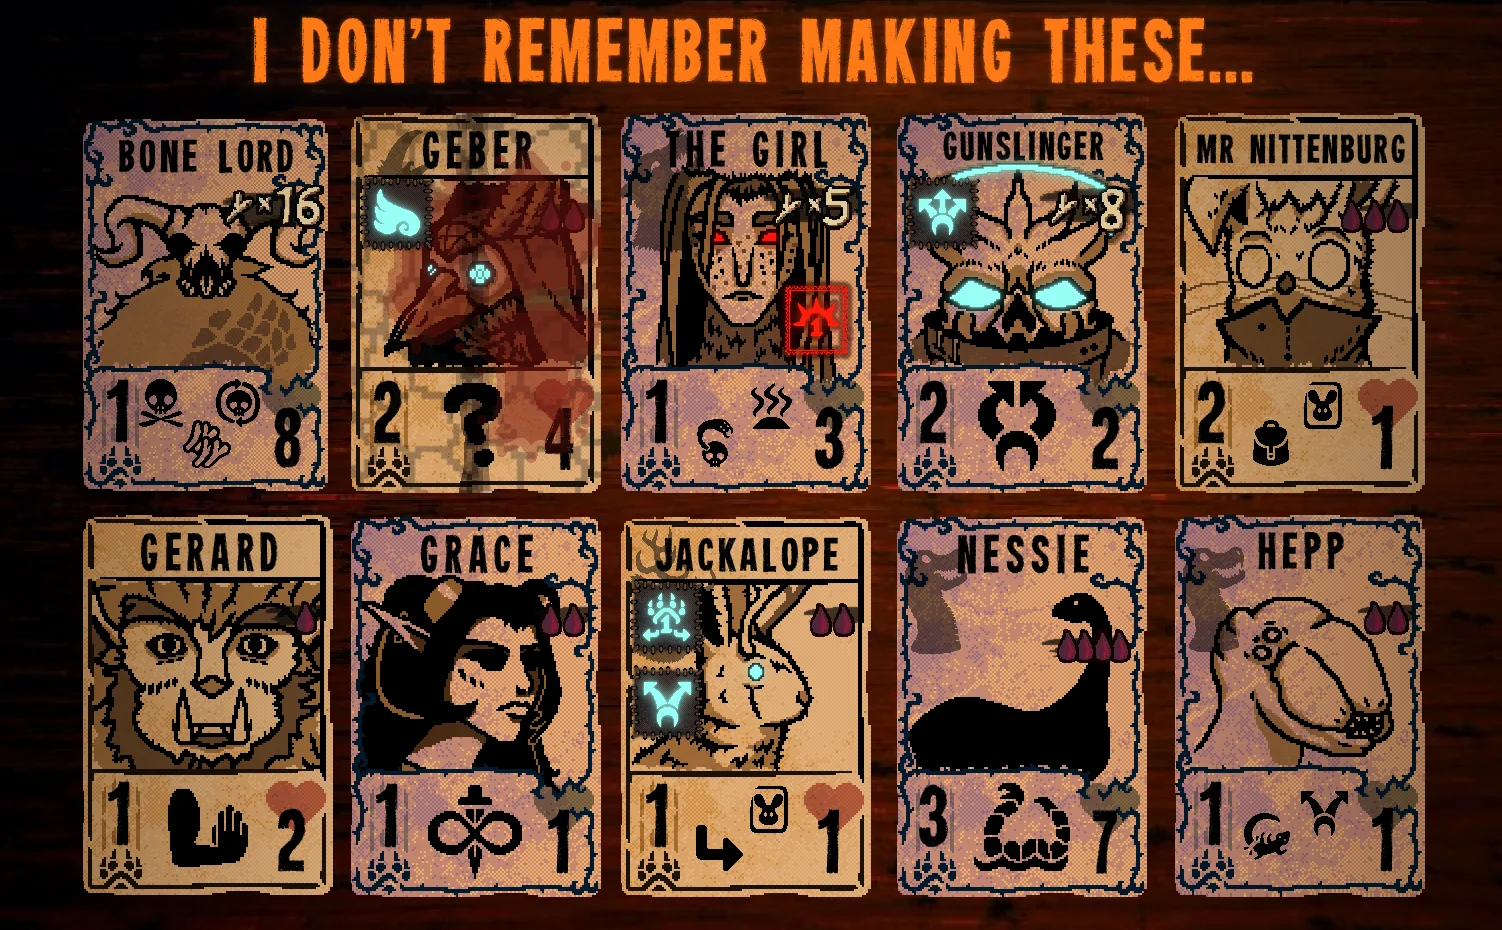 I DON'T REMEMBER MAKING THESE...
BONE LORD
×16
1
8
GEBER
2
?
4
THE GIRL
×5
1
1
3
GUNSLINGER
×8
2
2
MR NITTENBURG
2
1
GERARD
1
2
GRACE
1
1
JACKALOPE
1
1
1
NESSIE
3
7
HEPP
1
1